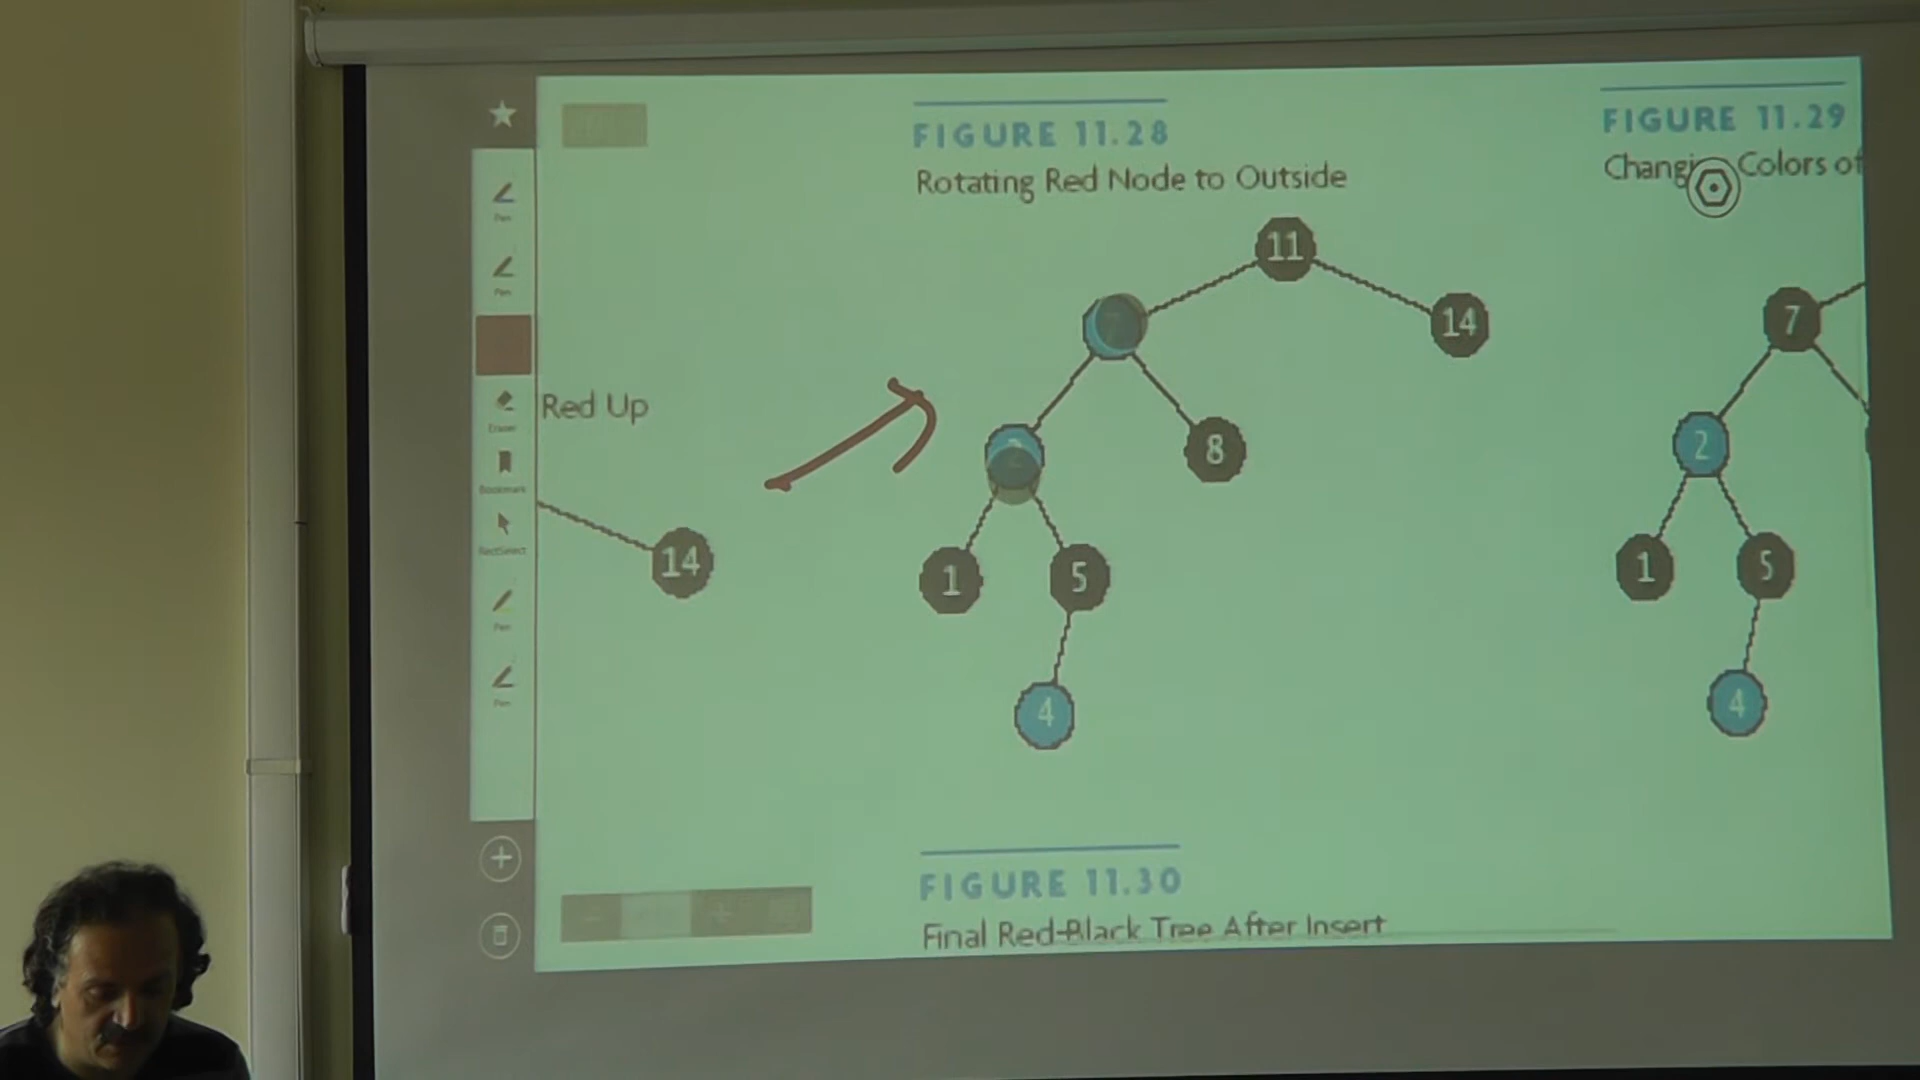 FIGURE 11.28
Rotating Red Node to Outside
FIGURE 11.29
Colors of
Red Up
14
11
14
8
1
5
4
7
2
1
5
4
Pen
Pen
Eraser
Bookmark
RectSelect
Pen
Pen
FIGURE 11.30
Final Red-Black Tree After Insert